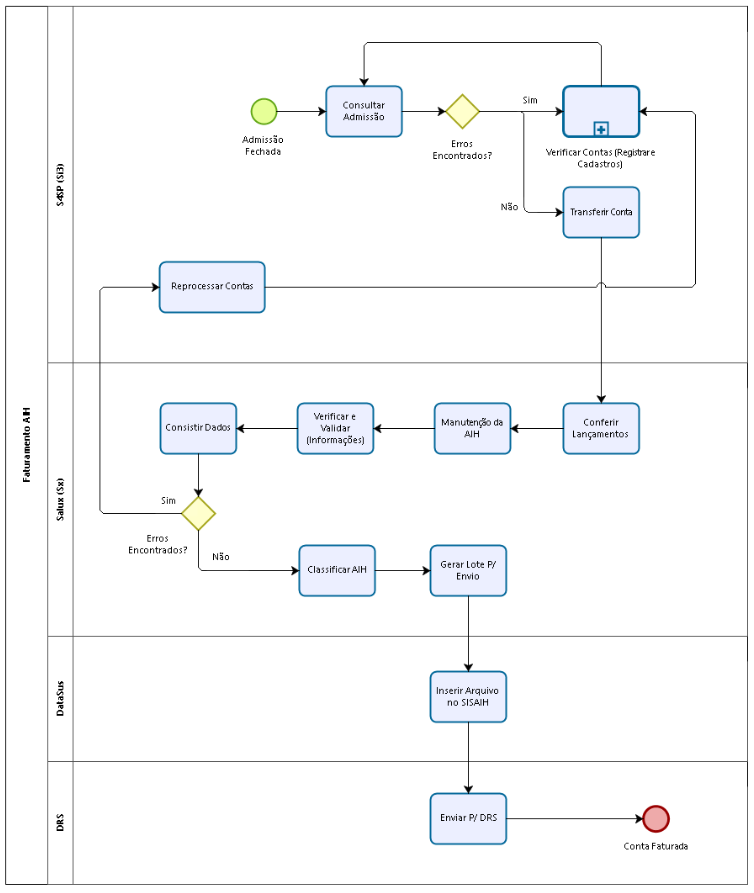 Faturamento AIH
S4SP (Si3)
Admissão
Fechada
Consultar
Admissão
Erros
Encontrados?
Sim
Verificar Contas (Registrar e
Cadastros)
Não
Transferir Conta
Reprocessar Contas
Salux (Sx)
Consistir Dados
Verificar e
Validar
(Informações)
Manutenção da
AIH
Conferir
Lançamentos
Sim
Erros
Encontrados?
Não
Classificar AIH
Gerar Lote P/
Envio
DataSus
Inserir Arquivo
no SISAIH
DRS
Enviar P/ DRS
Conta Faturada